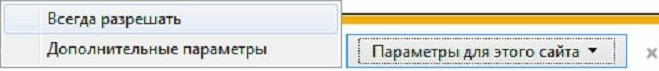 Всегда разрешать
Дополнительные параметры
Параметры для этого сайта